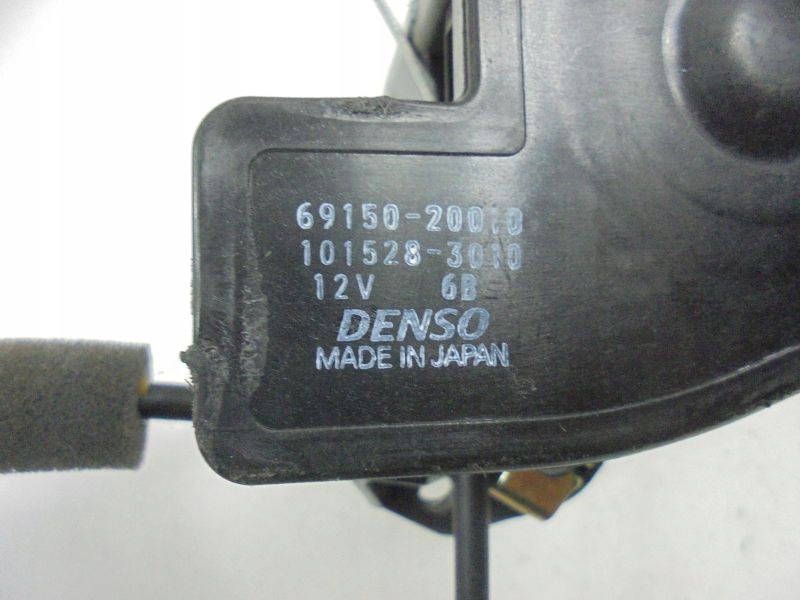 69150-20010
101528-3010
12V 6B
DENSO
MADE IN JAPAN